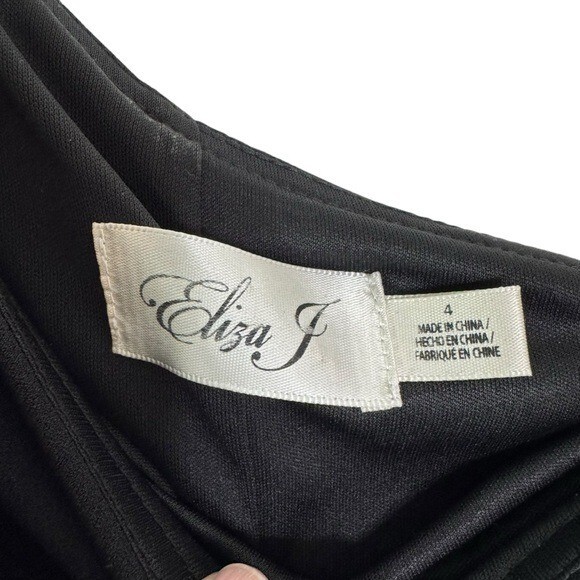 Eliza J
4
MADE IN CHINA /
HECHO EN CHINA /
FABRIQUÉ EN CHINE